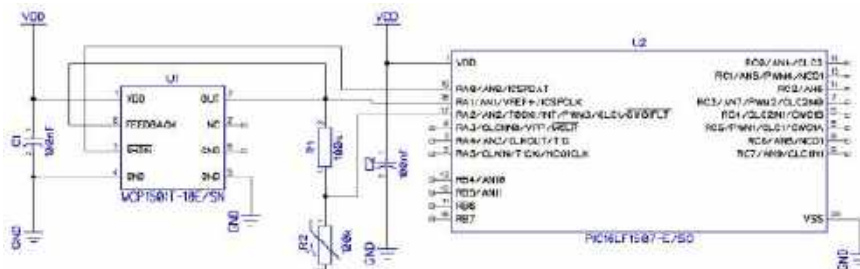 VDD
VDD
U2
U1
VDD
OUT
FEEDBACK
NC
SHDN
GND
GND
GND
MCP1501T-18E/SN
C1
100nF
GND
GND
R1
100k
R2
100k
C2
100nF
GND
VDD
RA0/AN0/ICSPDAT
RA1/AN1/VREF+/ICSPCLK
RA2/AN2/T0CKI/INT/PWM3/CLC1/CWG1FLT
RA3/CLC1IN0/VPP/MCLR
RA4/AN3/CLKOUT/T1G
RA5/CLKIN/T1CKI/NCO1CLK
RB4/AN10
RB5/AN11
RB6
RB7
RC0/AN4/CLC2
RC1/AN5/PWM4/NCO1
RC2/AN6
RC3/AN7/PWM2/CLC2IN0
RC4/CLC2IN1/CWG1B
RC5/PWM1/CLC1/CWG1A
RC6/AN8/NCO1
RC7/AN9/CLC1IN1
VSS
PIC16LF1507-E/SO
GND